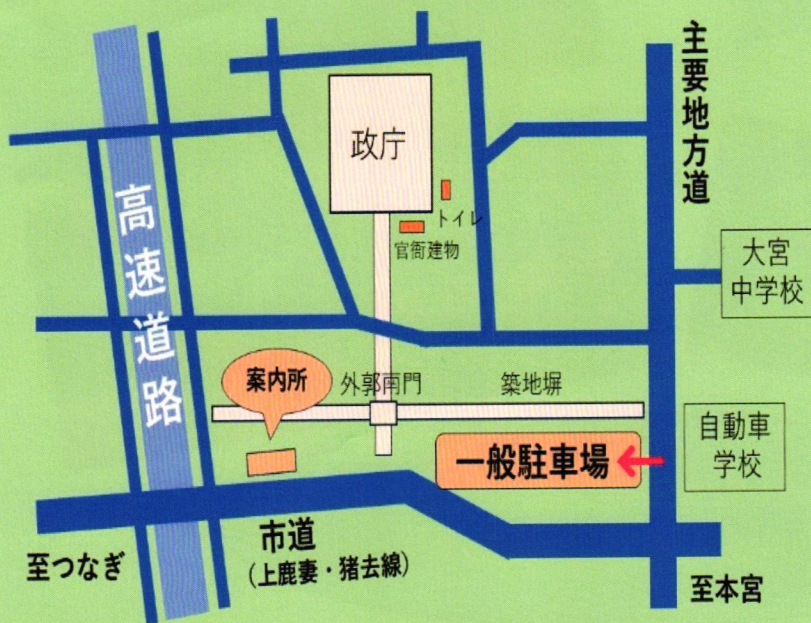 主要地方道
政庁
トイレ
官衙建物
高速道路
大宮
中学校
案内所
外郭南門
築地塀
自動車
学校
一般駐車場
市道
(上鹿妻・猪去線)
至つなぎ
至本宮